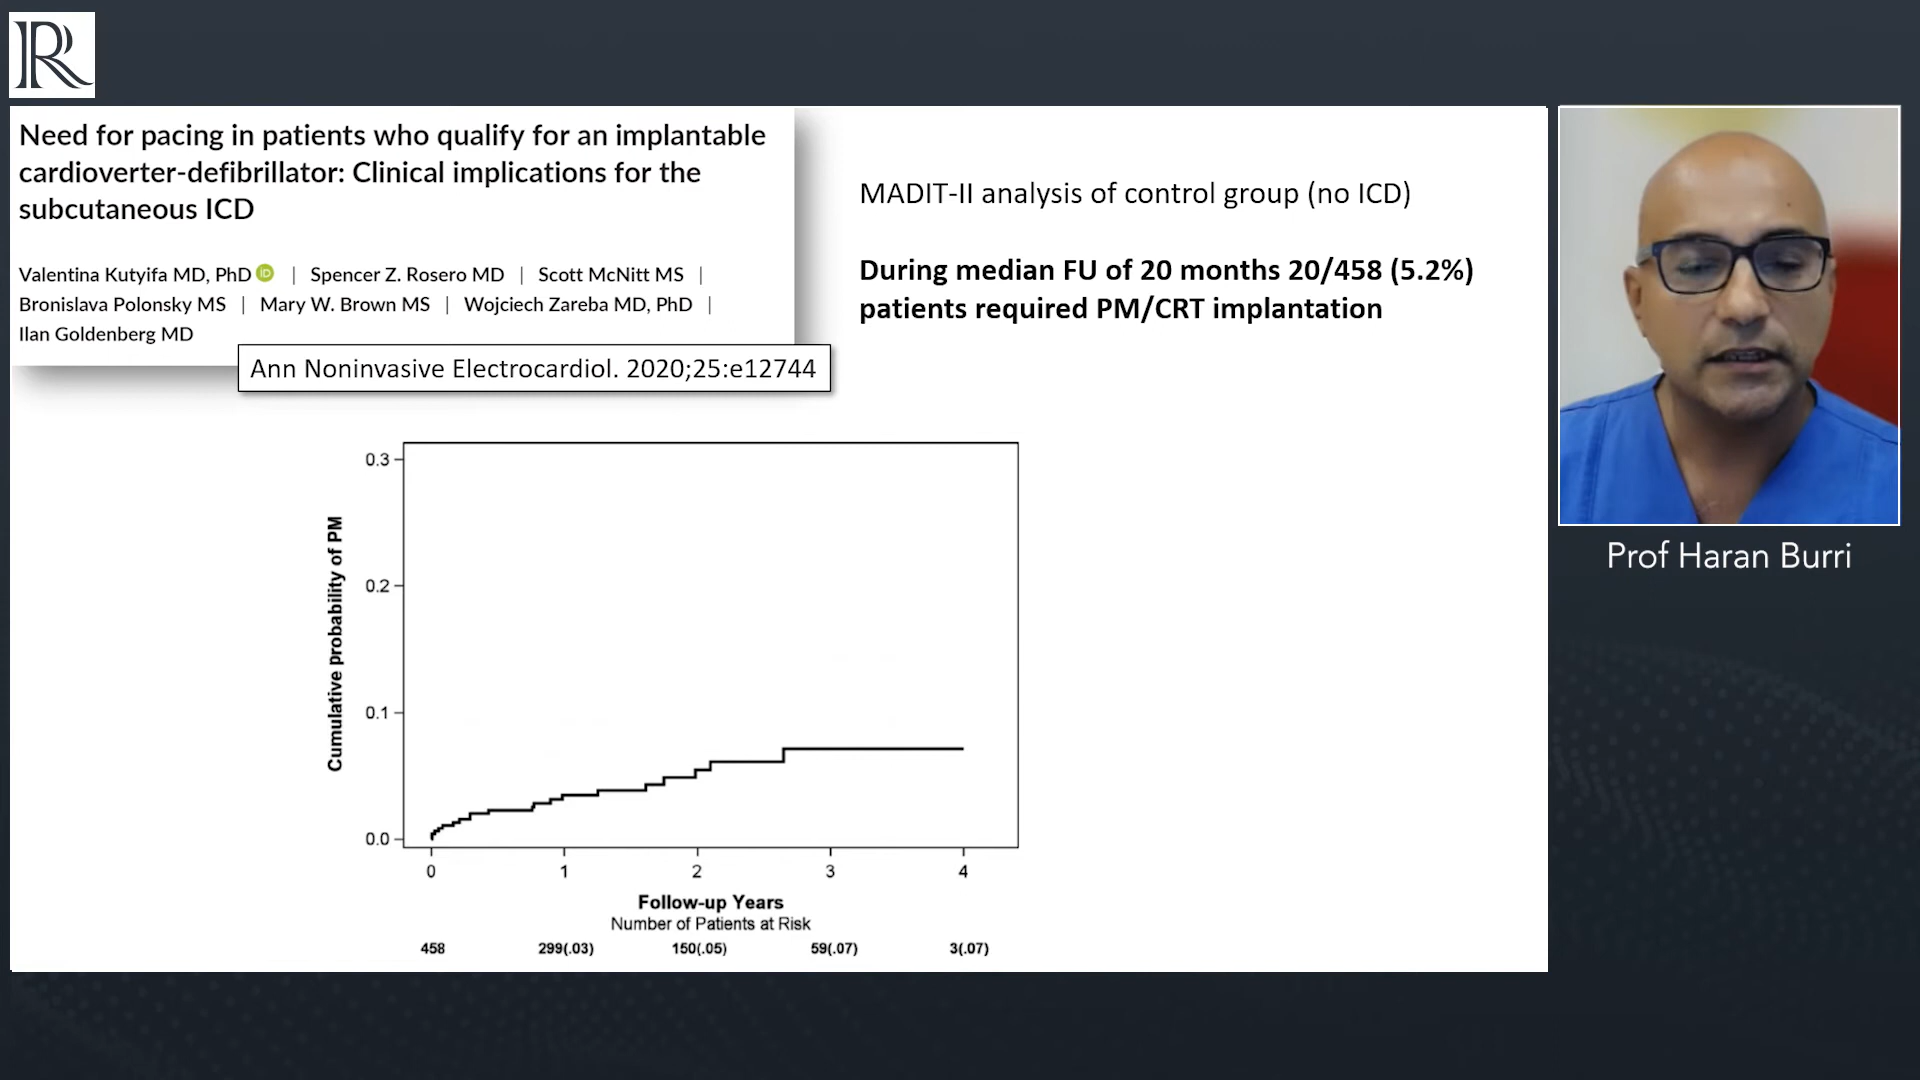 R
Need for pacing in patients who qualify for an implantable
cardioverter-defibrillator: Clinical implications for the
subcutaneous ICD
Valentina Kutyifa MD, PhD iD | Spencer Z. Rosero MD | Scott McNitt MS |
Bronislava Polonsky MS | Mary W. Brown MS | Wojciech Zareba MD, PhD |
Ilan Goldenberg MD
Ann Noninvasive Electrocardiol. 2020;25:e12744
MADIT-II analysis of control group (no ICD)
During median FU of 20 months 20/458 (5.2%)
patients required PM/CRT implantation
Prof Haran Burri
Cumulative probability of PM
0.3
0.2
0.1
0.0
0 1 2 3 4
Follow-up Years
Number of Patients at Risk
458 299(.03) 150(.05) 59(.07) 3(.07)